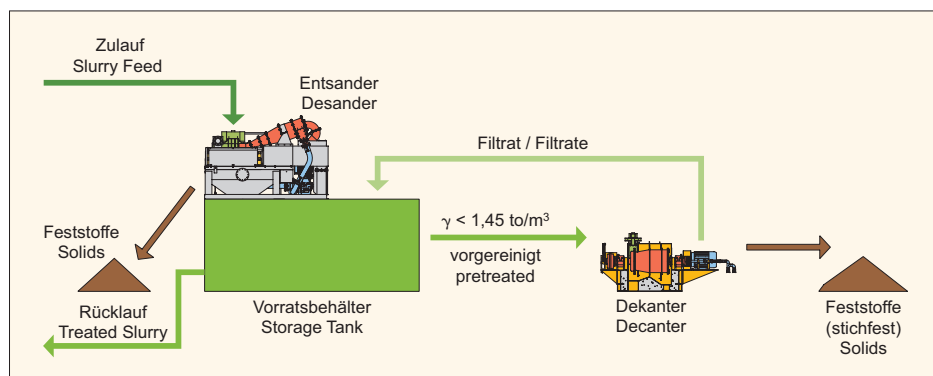 Zulauf
Slurry Feed
Entsander
Desander
Filtrat / Filtrate
Feststoffe
Solids
γ < 1,45 to/m³
vorgereinigt
pretreated
Rücklauf
Treated Slurry
Vorratsbehälter
Storage Tank
Dekanter
Decanter
Feststoffe
(stichfest)
Solids